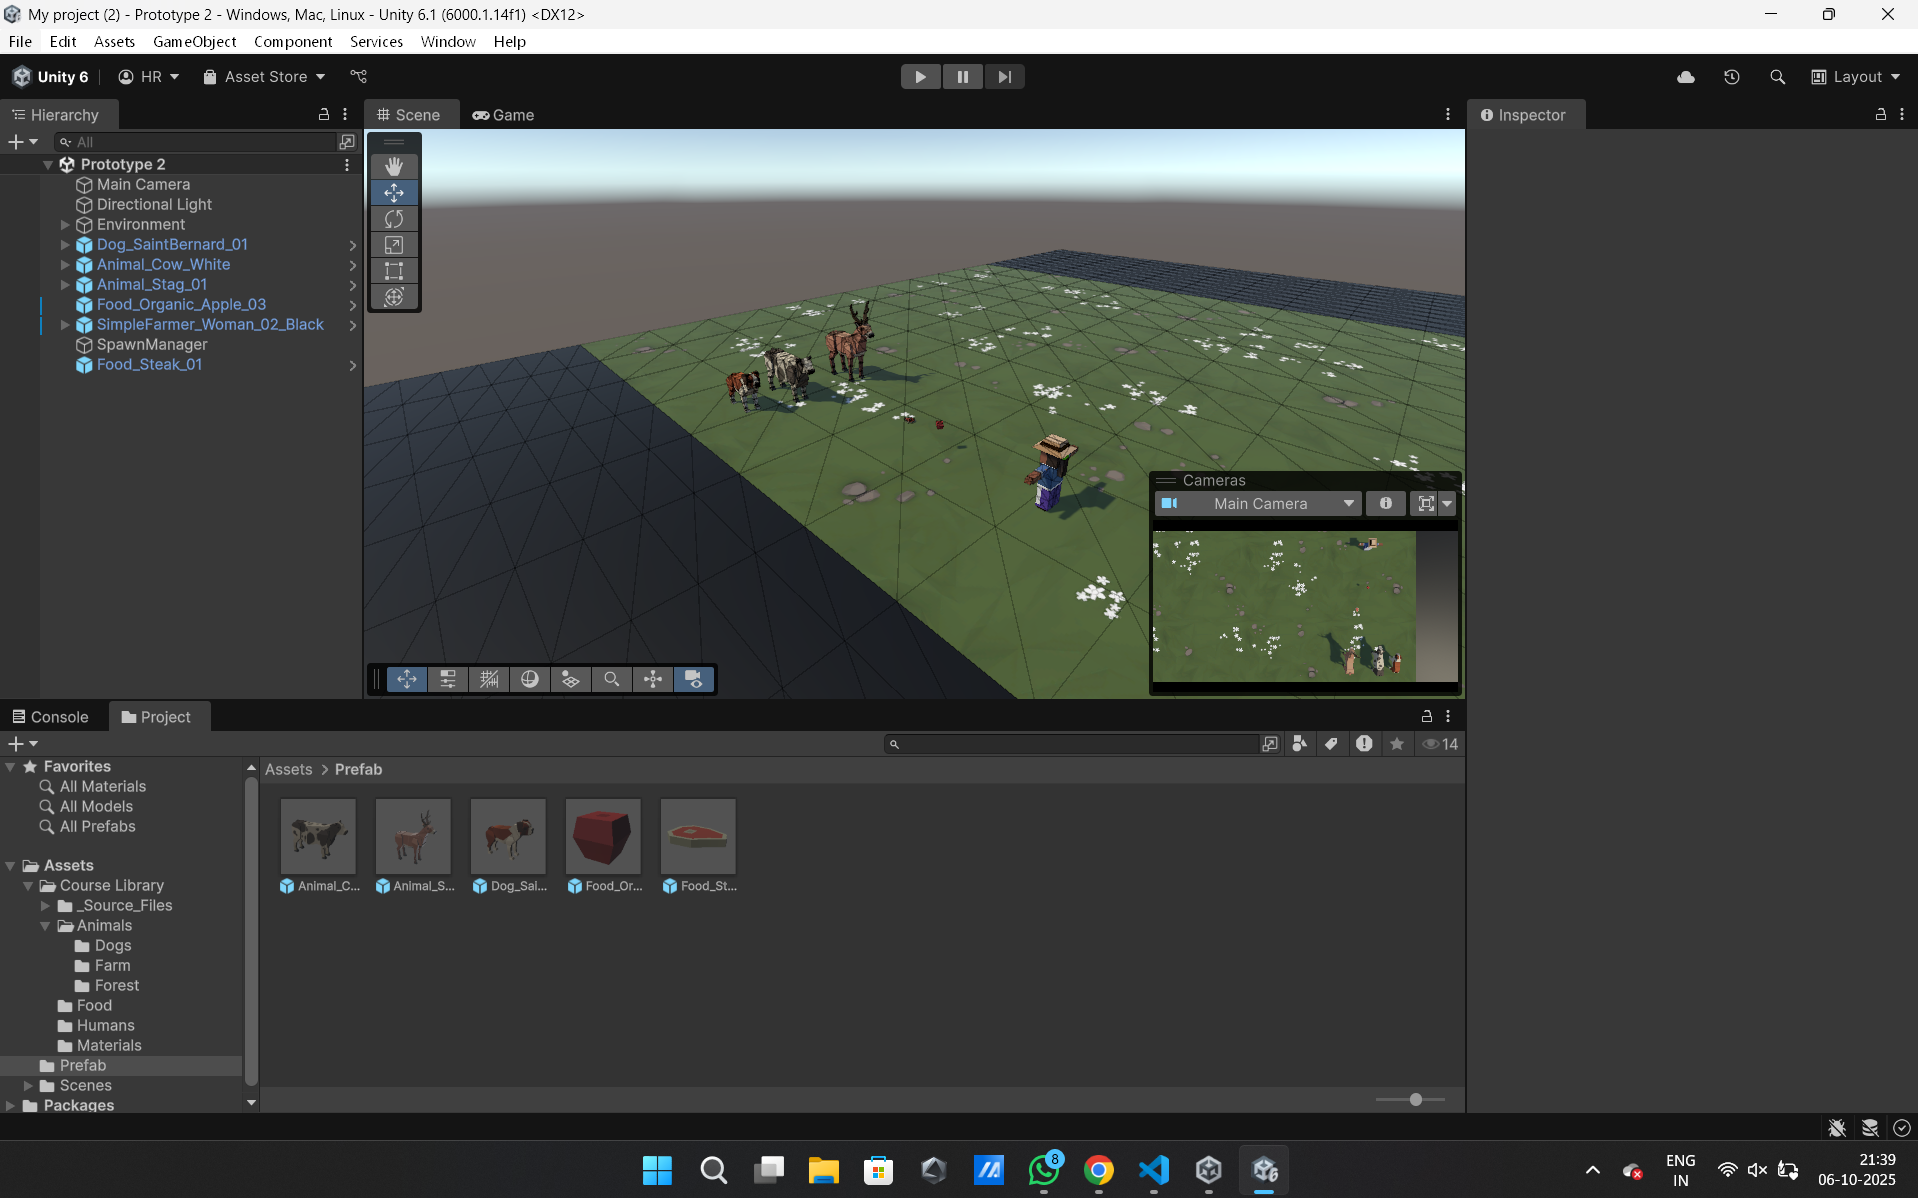 My project (2) - Prototype 2 - Windows, Mac, Linux - Unity 6.1 (6000.1.14f1) <DX12>
File Edit Assets GameObject Component Services Window Help
Unity 6 HR Asset Store Layout
Hierarchy
All
Prototype 2
Main Camera
Directional Light
Environment
Dog_SaintBernard_01
Animal_Cow_White
Animal_Stag_01
Food_Organic_Apple_03
SimpleFarmer_Woman_02_Black
SpawnManager
Food_Steak_01
Scene Game
Cameras
Main Camera
Inspector
Console Project
14
Favorites
All Materials
All Models
All Prefabs
Assets
Course Library
_Source_Files
Animals
Dogs
Farm
Forest
Food
Humans
Materials
Prefab
Scenes
Packages
Assets > Prefab
Animal_C... Animal_S... Dog_Sai... Food_Or... Food_St...
8
6
ENG
IN
21:39
06-10-2025